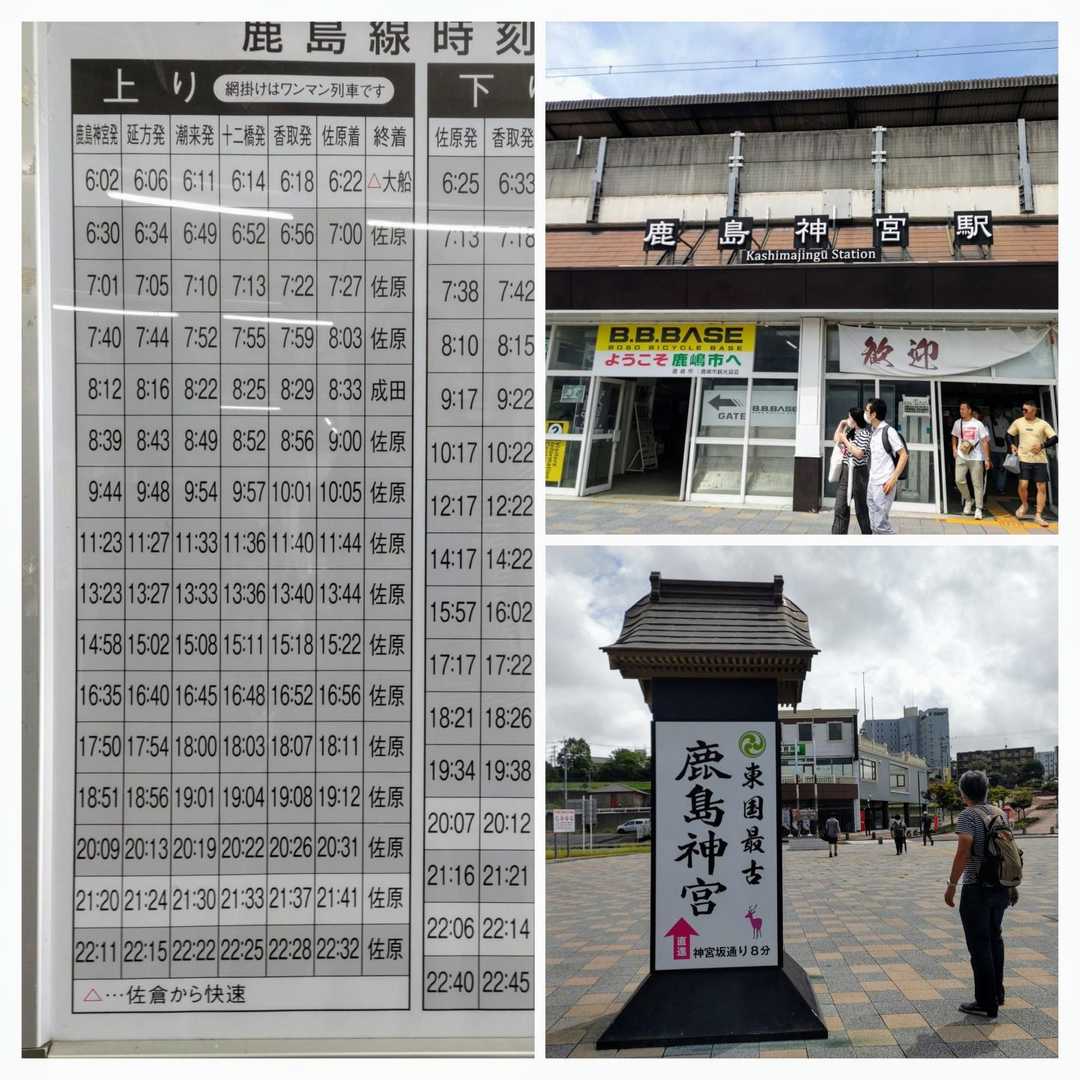 鹿島線時刻
上り 網掛けはワンマン列車です
鹿島神宮発 延方発 潮来発 十二橋発 香取発 佐原着 終着
6:02 6:06 6:11 6:14 6:18 6:22 △大船
6:30 6:34 6:49 6:52 6:56 7:00 佐原
7:01 7:05 7:10 7:13 7:22 7:27 佐原
7:40 7:44 7:52 7:55 7:59 8:03 佐原
8:12 8:16 8:22 8:25 8:29 8:33 成田
8:39 8:43 8:49 8:52 8:56 9:00 佐原
9:44 9:48 9:54 9:57 10:01 10:05 佐原
11:23 11:27 11:33 11:36 11:40 11:44 佐原
13:23 13:27 13:33 13:36 13:40 13:44 佐原
14:58 15:02 15:08 15:11 15:18 15:22 佐原
16:35 16:40 16:45 16:48 16:52 16:56 佐原
17:50 17:54 18:00 18:03 18:07 18:11 佐原
18:51 18:56 19:01 19:04 19:08 19:12 佐原
20:09 20:13 20:19 20:22 20:26 20:31 佐原
21:20 21:24 21:30 21:33 21:37 21:41 佐原
22:11 22:15 22:22 22:25 22:28 22:32 佐原
△…佐倉から快速
下り
佐原発 香取発
6:25 6:33
7:13 7:18
7:38 7:42
8:10 8:15
9:17 9:22
10:17 10:22
12:17 12:22
14:17 14:22
15:57 16:02
17:17 17:22
18:21 18:26
19:34 19:38
20:07 20:12
21:16 21:21
22:06 22:14
22:40 22:45
鹿島神宮駅
Kashimajingū Station
B.B.BASE
BOSO BICYCLE BASE
ようこそ鹿嶋市へ
鹿嶋市・鹿嶋市観光協会
歓迎
GATE
B.B.BASE
東国最古
鹿島神宮
直進
神宮坂通り8分